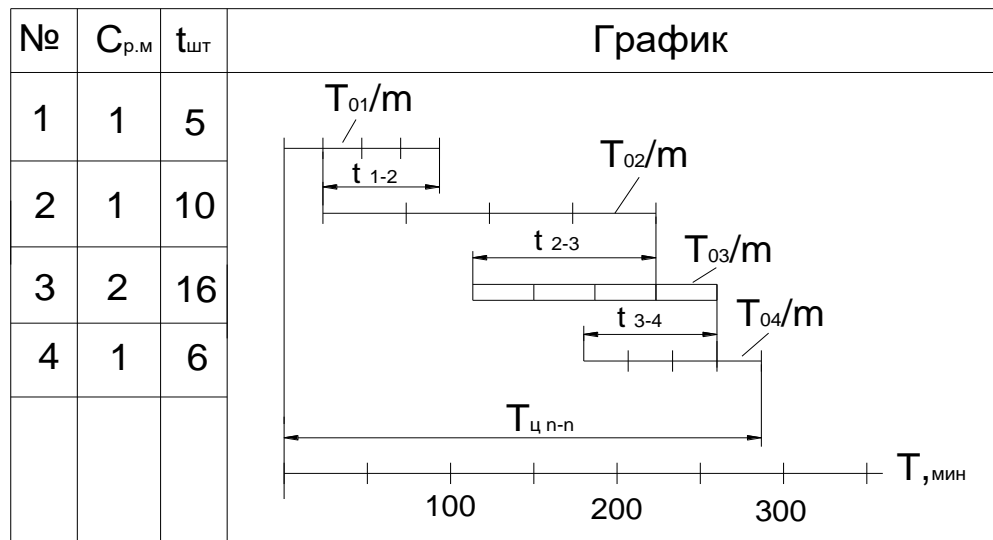 № Cр.м tшт График
1 1 5
T01/m
t 1-2
T02/m
2 1 10
t 2-3
T03/m
3 2 16
t 3-4
T04/m
4 1 6
Tц п-п
T,мин
100 200 300